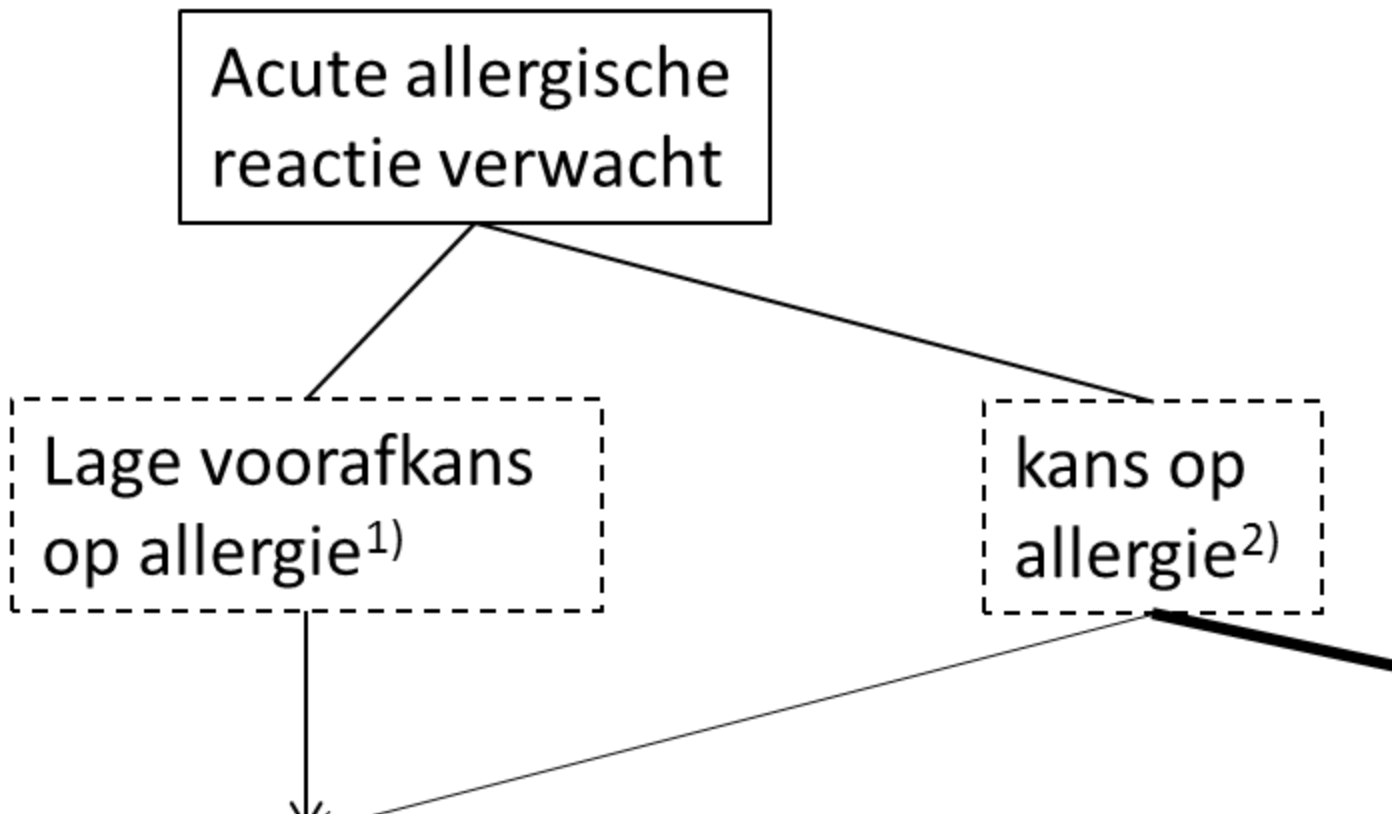 Acute allergische
reactie verwacht
Lage voorafkans
op allergie¹⁾
kans op
allergie²⁾